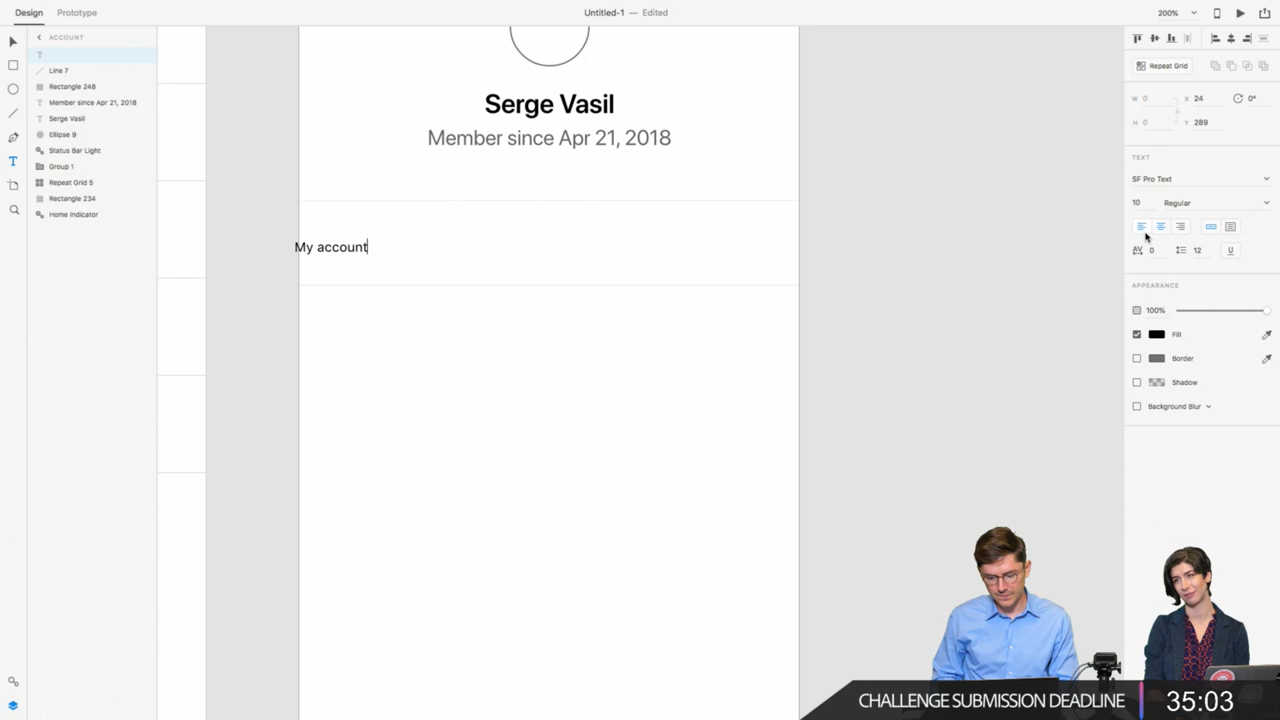 Design
Prototype
Untitled-1 — Edited
200%
ACCOUNT
T
Line 7
Rectangle 248
T Member since Apr 21, 2018
T Serge Vasil
Ellipse 9
Status Bar Light
Group 1
Repeat Grid 5
Rectangle 234
Home Indicator
T
Serge Vasil
Member since Apr 21, 2018
My account
Repeat Grid
W 0
X 24
0°
H 0
Y 289
TEXT
SF Pro Text
10
Regular
AV 0
12
U
APPEARANCE
100%
Fill
Border
Shadow
Background Blur
CHALLENGE SUBMISSION DEADLINE
35:03